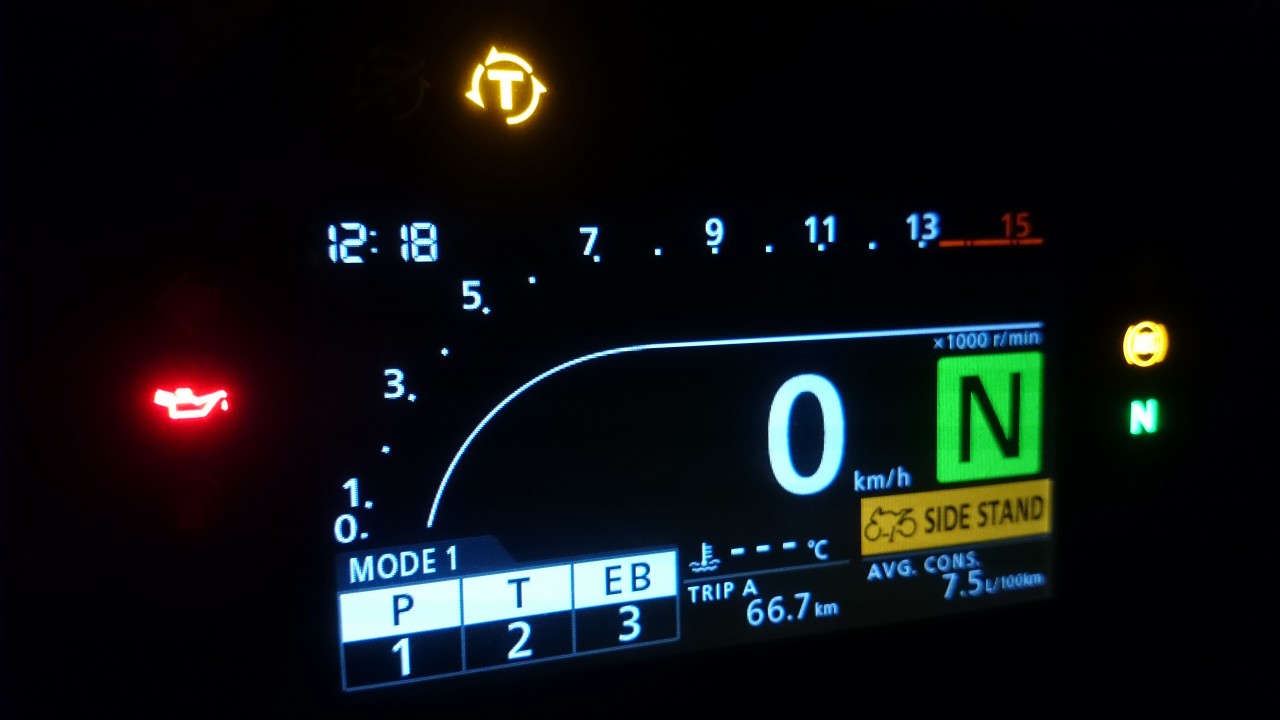 T
12:18
7 9 11 13 15
5
3
1
0
×1000 r/min
N
0 km/h
N
SIDE STAND
MODE 1
P T EB
1 2 3
--- °C
TRIP A
66.7 km
AVG. CONS.
7.5 L/100km